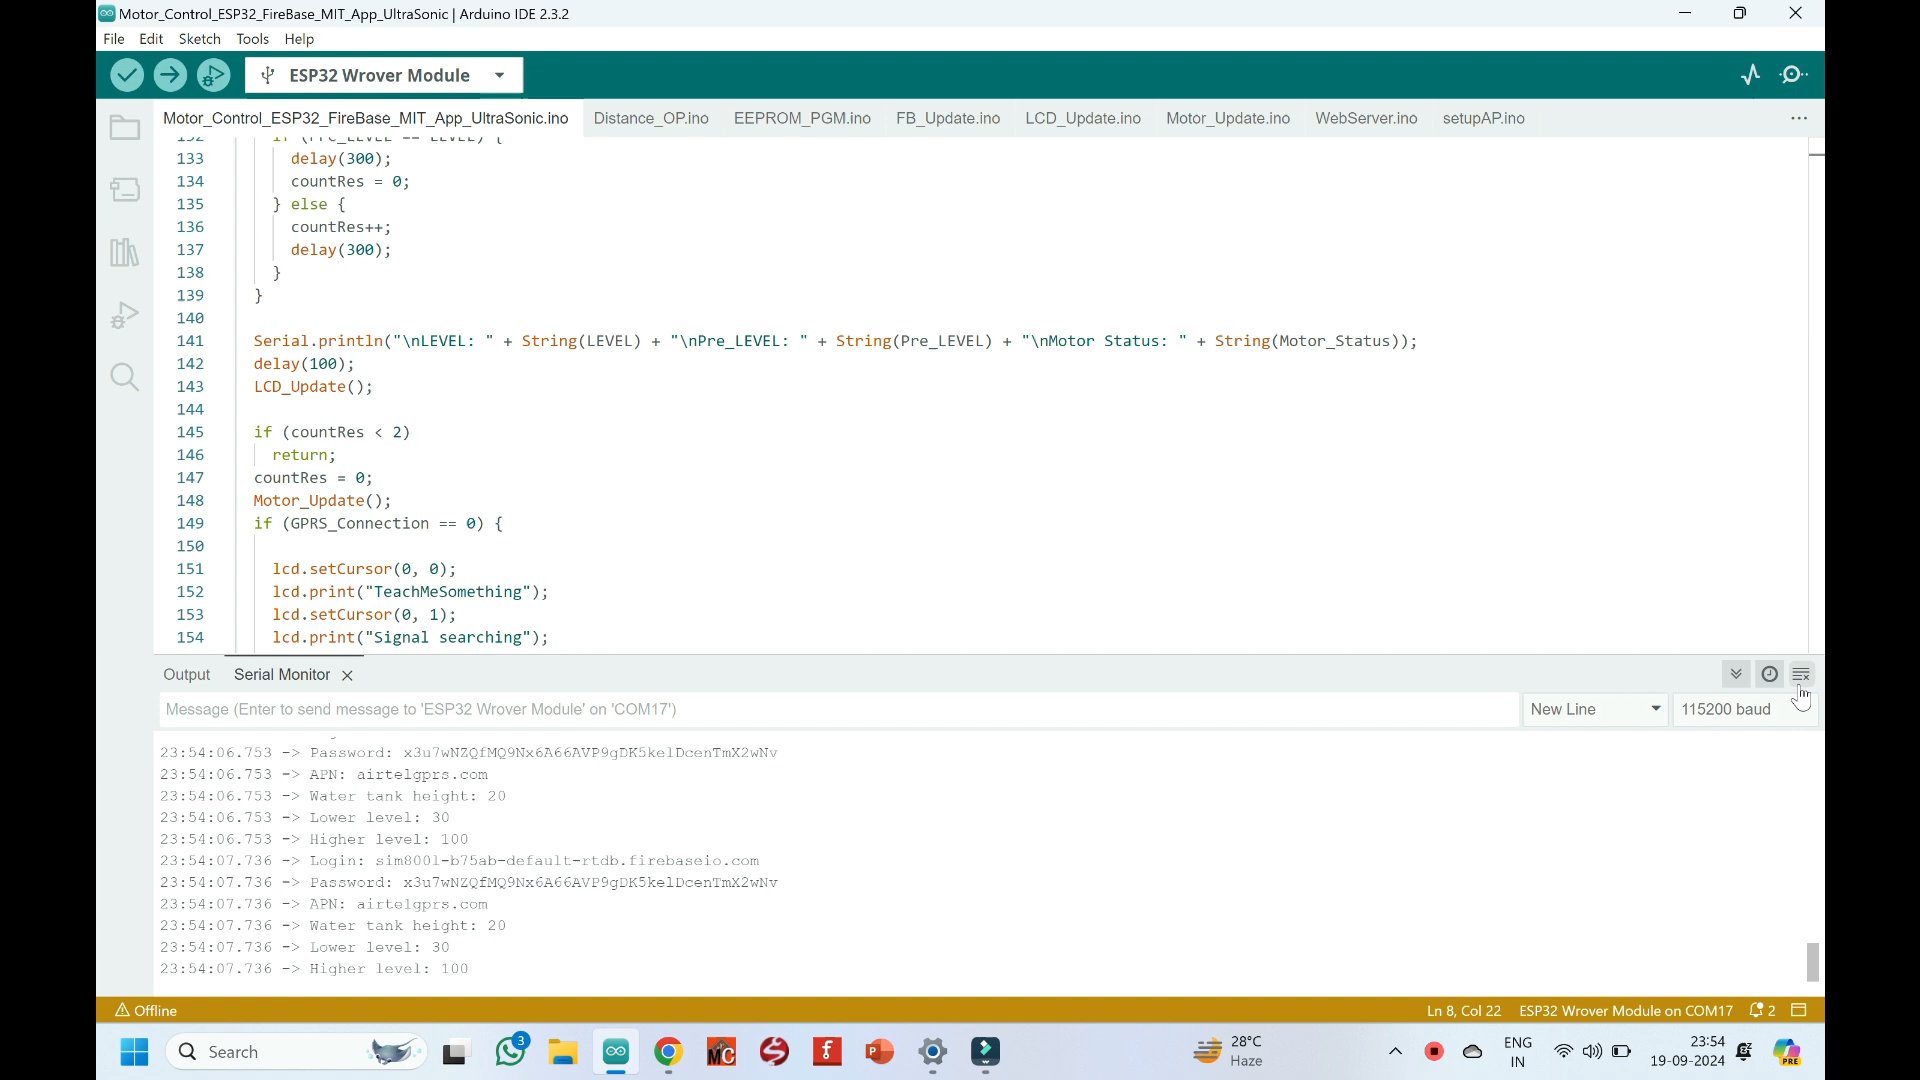 Motor_Control_ESP32_FireBase_MIT_App_UltraSonic | Arduino IDE 2.3.2
File Edit Sketch Tools Help
ESP32 Wrover Module
Motor_Control_ESP32_FireBase_MIT_App_UltraSonic.ino Distance_OP.ino EEPROM_PGM.ino FB_Update.ino LCD_Update.ino Motor_Update.ino WebServer.ino setupAP.ino ...
132 if (Pre_LEVEL == LEVEL) {
133 delay(300);
134 countRes = 0;
135 } else {
136 countRes++;
137 delay(300);
138 }
139 }
140
141 Serial.println("\nLEVEL: " + String(LEVEL) + "\nPre_LEVEL: " + String(Pre_LEVEL) + "\nMotor Status: " + String(Motor_Status));
142 delay(100);
143 LCD_Update();
144
145 if (countRes < 2)
146 return;
147 countRes = 0;
148 Motor_Update();
149 if (GPRS_Connection == 0) {
150
151 lcd.setCursor(0, 0);
152 lcd.print("TeachMeSomething");
153 lcd.setCursor(0, 1);
154 lcd.print("Signal searching");
Output Serial Monitor
Message (Enter to send message to 'ESP32 Wrover Module' on 'COM17') New Line 115200 baud
23:54:06.753 -> Password: x3u7wNZQfMQ9Nx6A66AVP9gDK5kelDcenTmX2wNv
23:54:06.753 -> APN: airtelgprs.com
23:54:06.753 -> Water tank height: 20
23:54:06.753 -> Lower level: 30
23:54:06.753 -> Higher level: 100
23:54:07.736 -> Login: sim800l-b75ab-default-rtdb.firebaseio.com
23:54:07.736 -> Password: x3u7wNZQfMQ9Nx6A66AVP9gDK5kelDcenTmX2wNv
23:54:07.736 -> APN: airtelgprs.com
23:54:07.736 -> Water tank height: 20
23:54:07.736 -> Lower level: 30
23:54:07.736 -> Higher level: 100
Offline Ln 8, Col 22 ESP32 Wrover Module on COM17 2
Search 3 MC f P 28°C ENG 23:54
Haze IN 19-09-2024 PRE